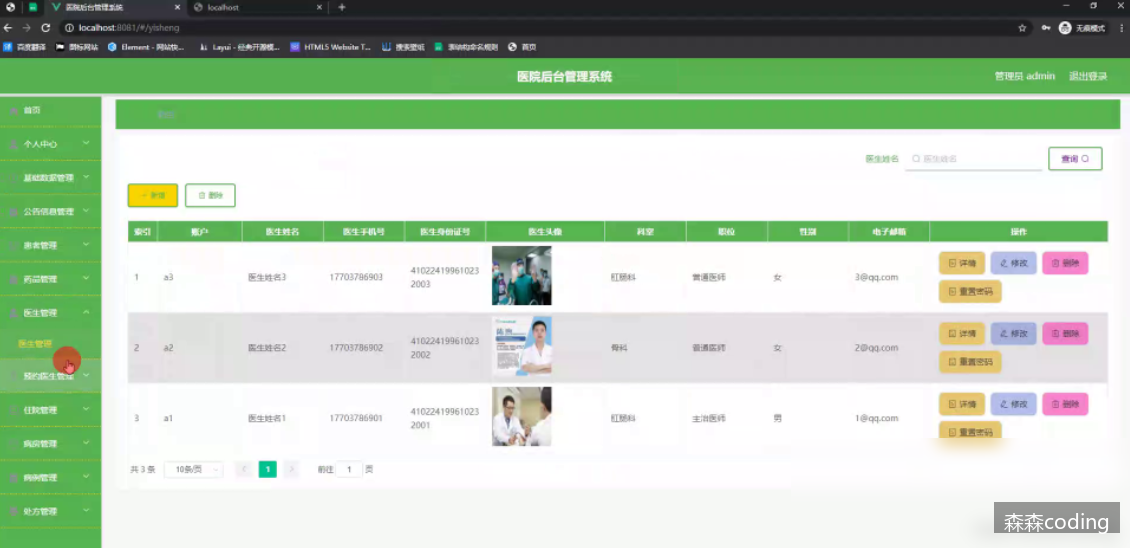 医院后台管理系统
localhost
localhost:8081/#/yisheng
无痕模式
百度翻译
图标网站
Element - 网站快...
Layui - 经典开源模...
HTML5 Website T...
搜索壁纸
首页
医院后台管理系统
管理员 admin
退出登录
首页
个人中心
基础数据管理
公告信息管理
患者管理
药品管理
医生管理
医生管理
预约医生管理
住院管理
病房管理
病例管理
处方管理
医生姓名
医生姓名
查询
新增
删除
索引 账户 医生姓名 医生手机号 医生身份证号 医生头像 科室 职位 性别 电子邮箱 操作
1 a3 医生姓名3 17703786903 41022419961023
2003
肛肠科 普通医师 女 3@qq.com 详情 修改 删除
重置密码
2 a2 医生姓名2 17703786902 41022419961023
2002
骨科 普通医师 女 2@qq.com 详情 修改 删除
重置密码
3 a1 医生姓名1 17703786901 41022419961023
2001
肛肠科 主治医师 男 1@qq.com 详情 修改 删除
重置密码
共 3 条 10条/页 1 前往 1 页
森森coding